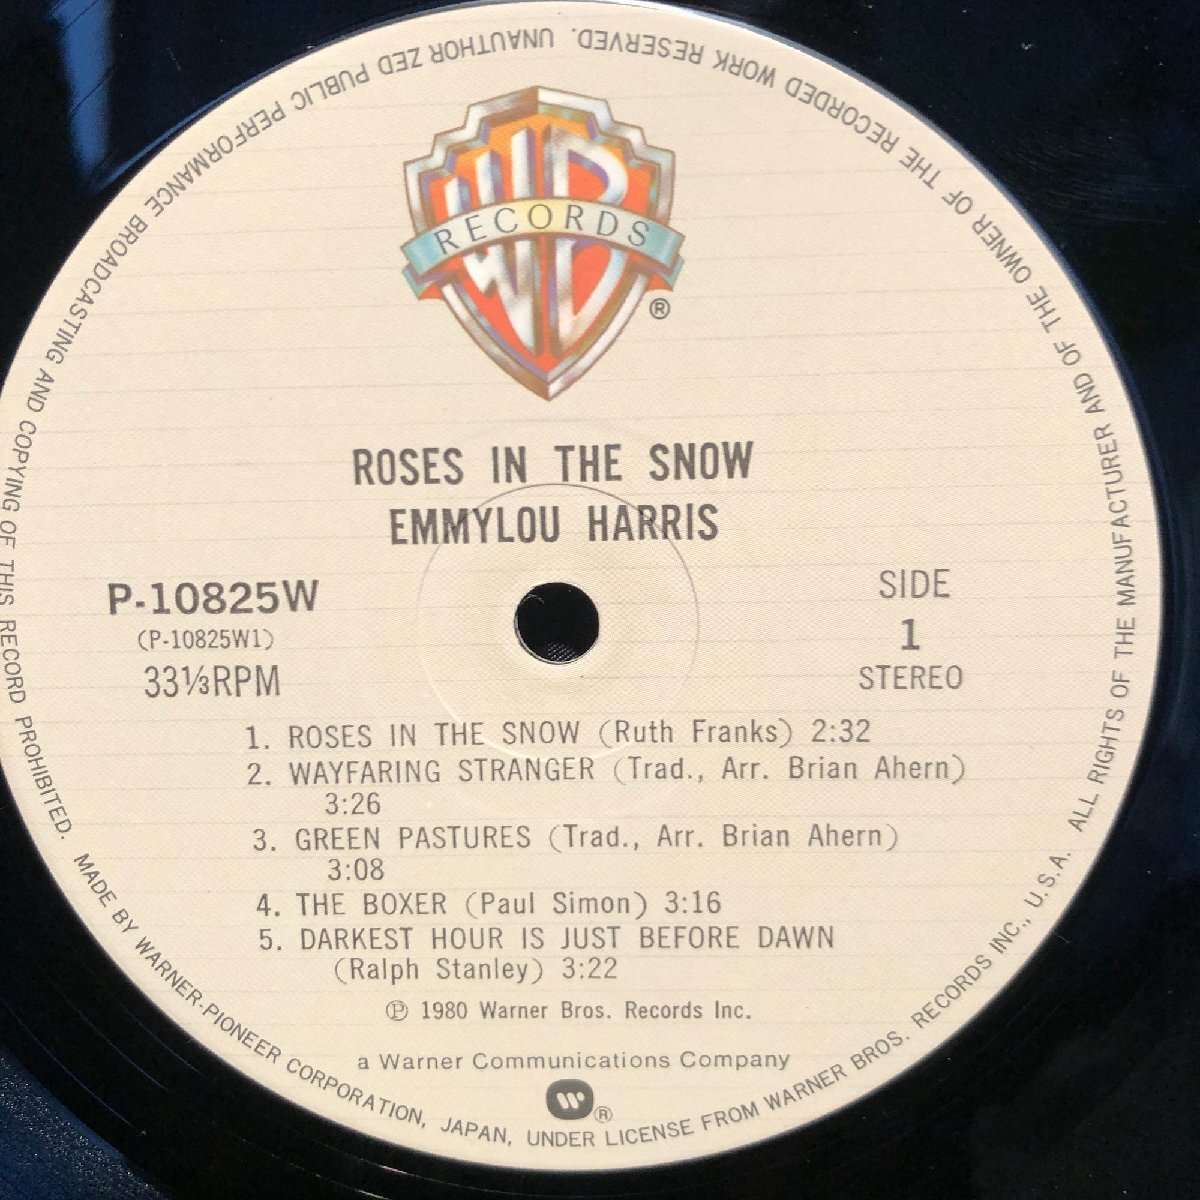 WB
RECORDS
®
ROSES IN THE SNOW
EMMYLOU HARRIS
P-10825W
(P-10825W1)
33⅓RPM
SIDE
1
STEREO
1. ROSES IN THE SNOW (Ruth Franks) 2:32
2. WAYFARING STRANGER (Trad., Arr. Brian Ahern)
3:26
3. GREEN PASTURES (Trad., Arr. Brian Ahern)
3:08
4. THE BOXER (Paul Simon) 3:16
5. DARKEST HOUR IS JUST BEFORE DAWN
(Ralph Stanley) 3:22
℗ 1980 Warner Bros. Records Inc.
a Warner Communications Company
®
MADE BY WARNER-PIONEER CORPORATION, JAPAN, UNDER LICENSE FROM WARNER BROS. RECORDS INC., U.S.A. ALL RIGHTS OF THE MANUFACTURER AND OF THE OWNER OF THE RECORDED WORK RESERVED. UNAUTHOR ZED PUBLIC PERFORMANCE BROADCASTING AND COPYING OF THIS RECORD PROHIBITED.